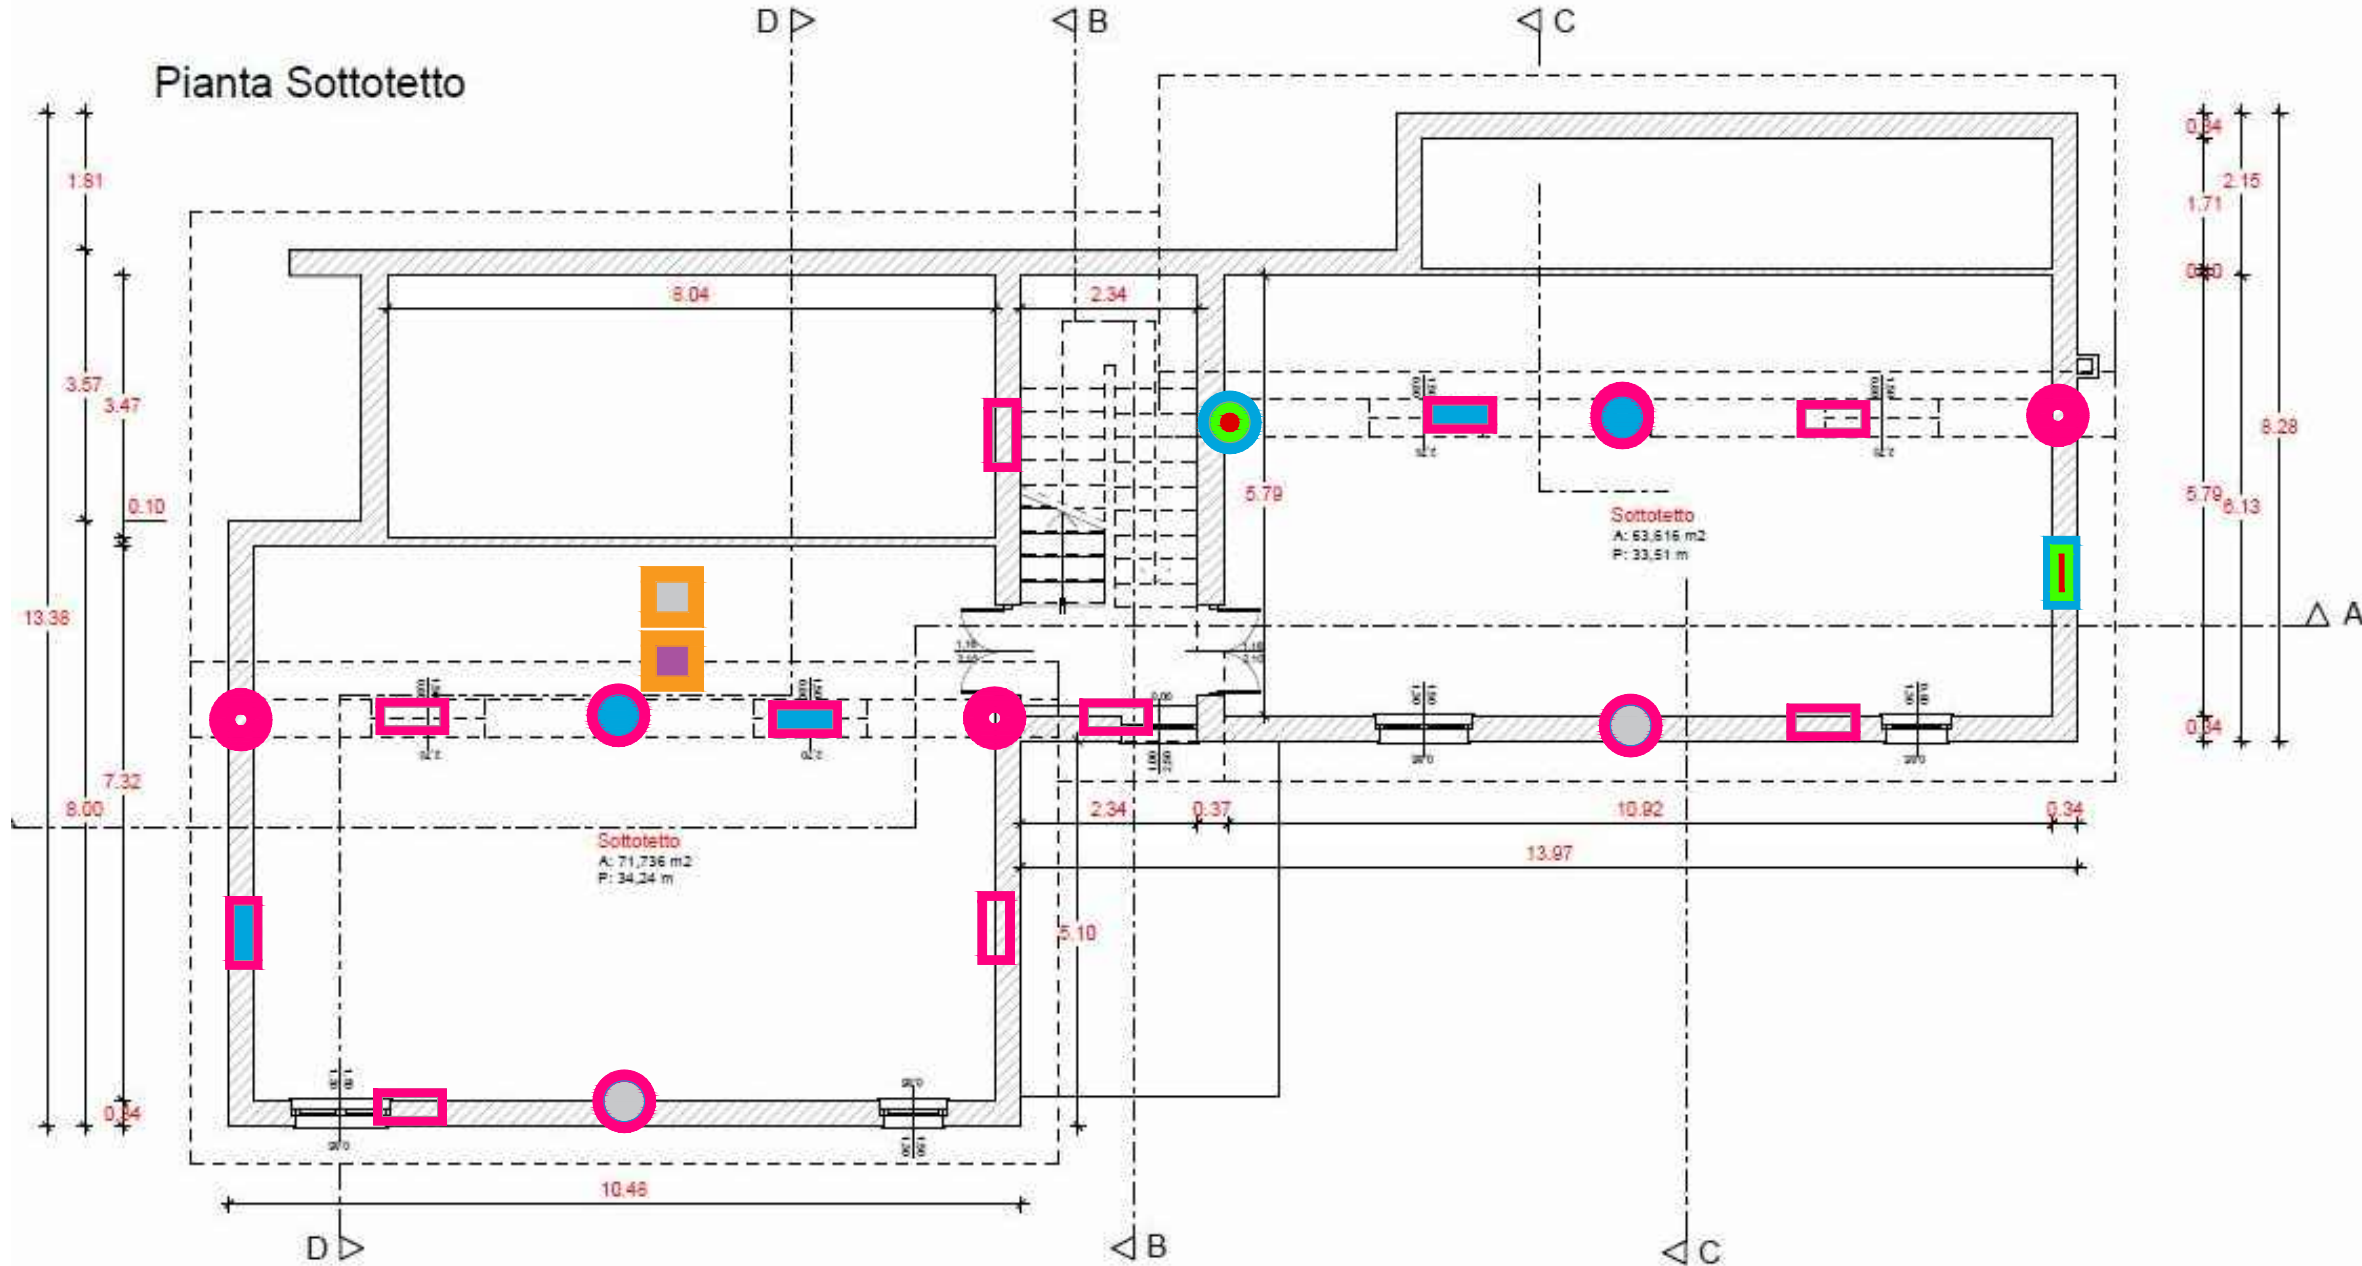 D
B
C
Pianta Sottotetto
0.34
1.81
2.15
1.71
8.04
2.34
3.57
3.47
8.28
5.79
5.79
6.13
0.10
Sottotetto
A: 63,616 m2
P: 33,51 m
13.38
A
0.34
7.32
8.00
2.34
0.37
10.92
0.34
Sottotetto
A: 71,736 m2
P: 34,24 m
13.97
5.10
0.34
10.46
D
B
C